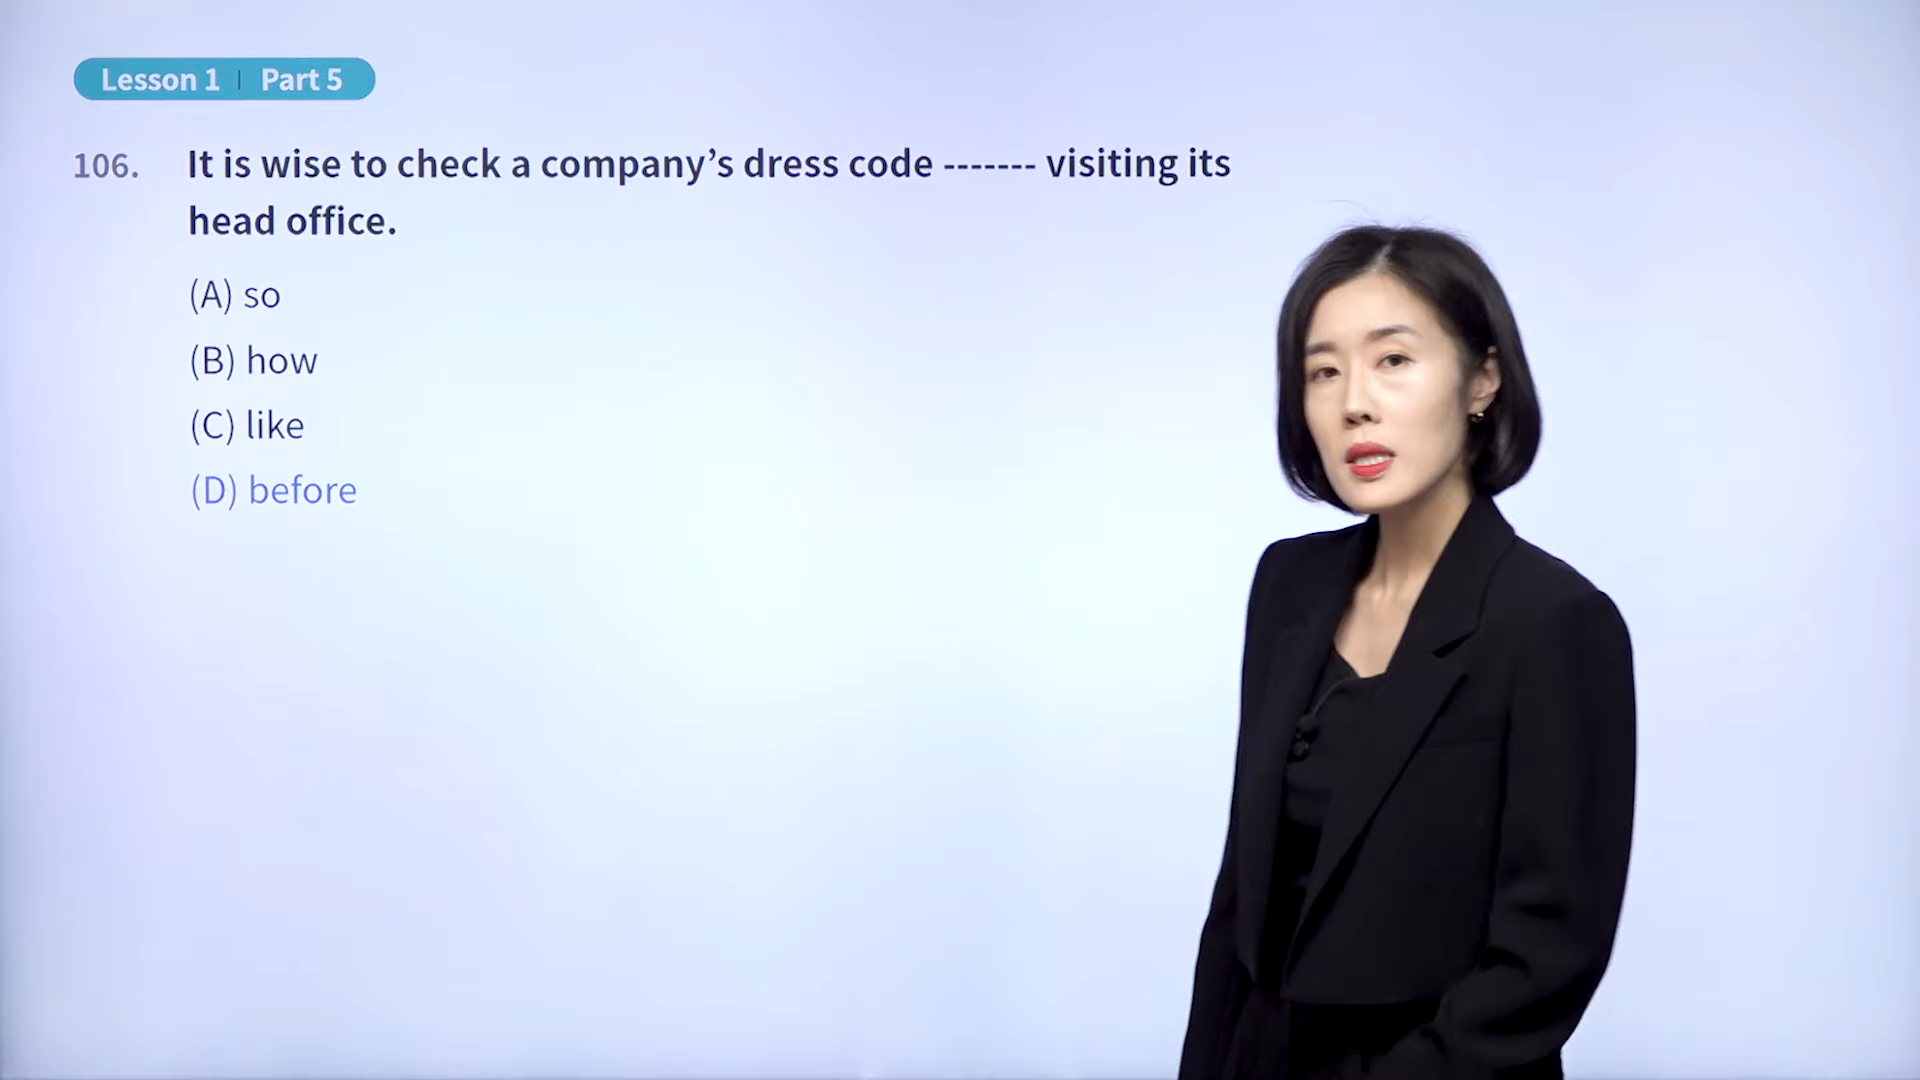 Lesson 1 | Part 5
106. It is wise to check a company’s dress code ------- visiting its
head office.
(A) so
(B) how
(C) like
(D) before